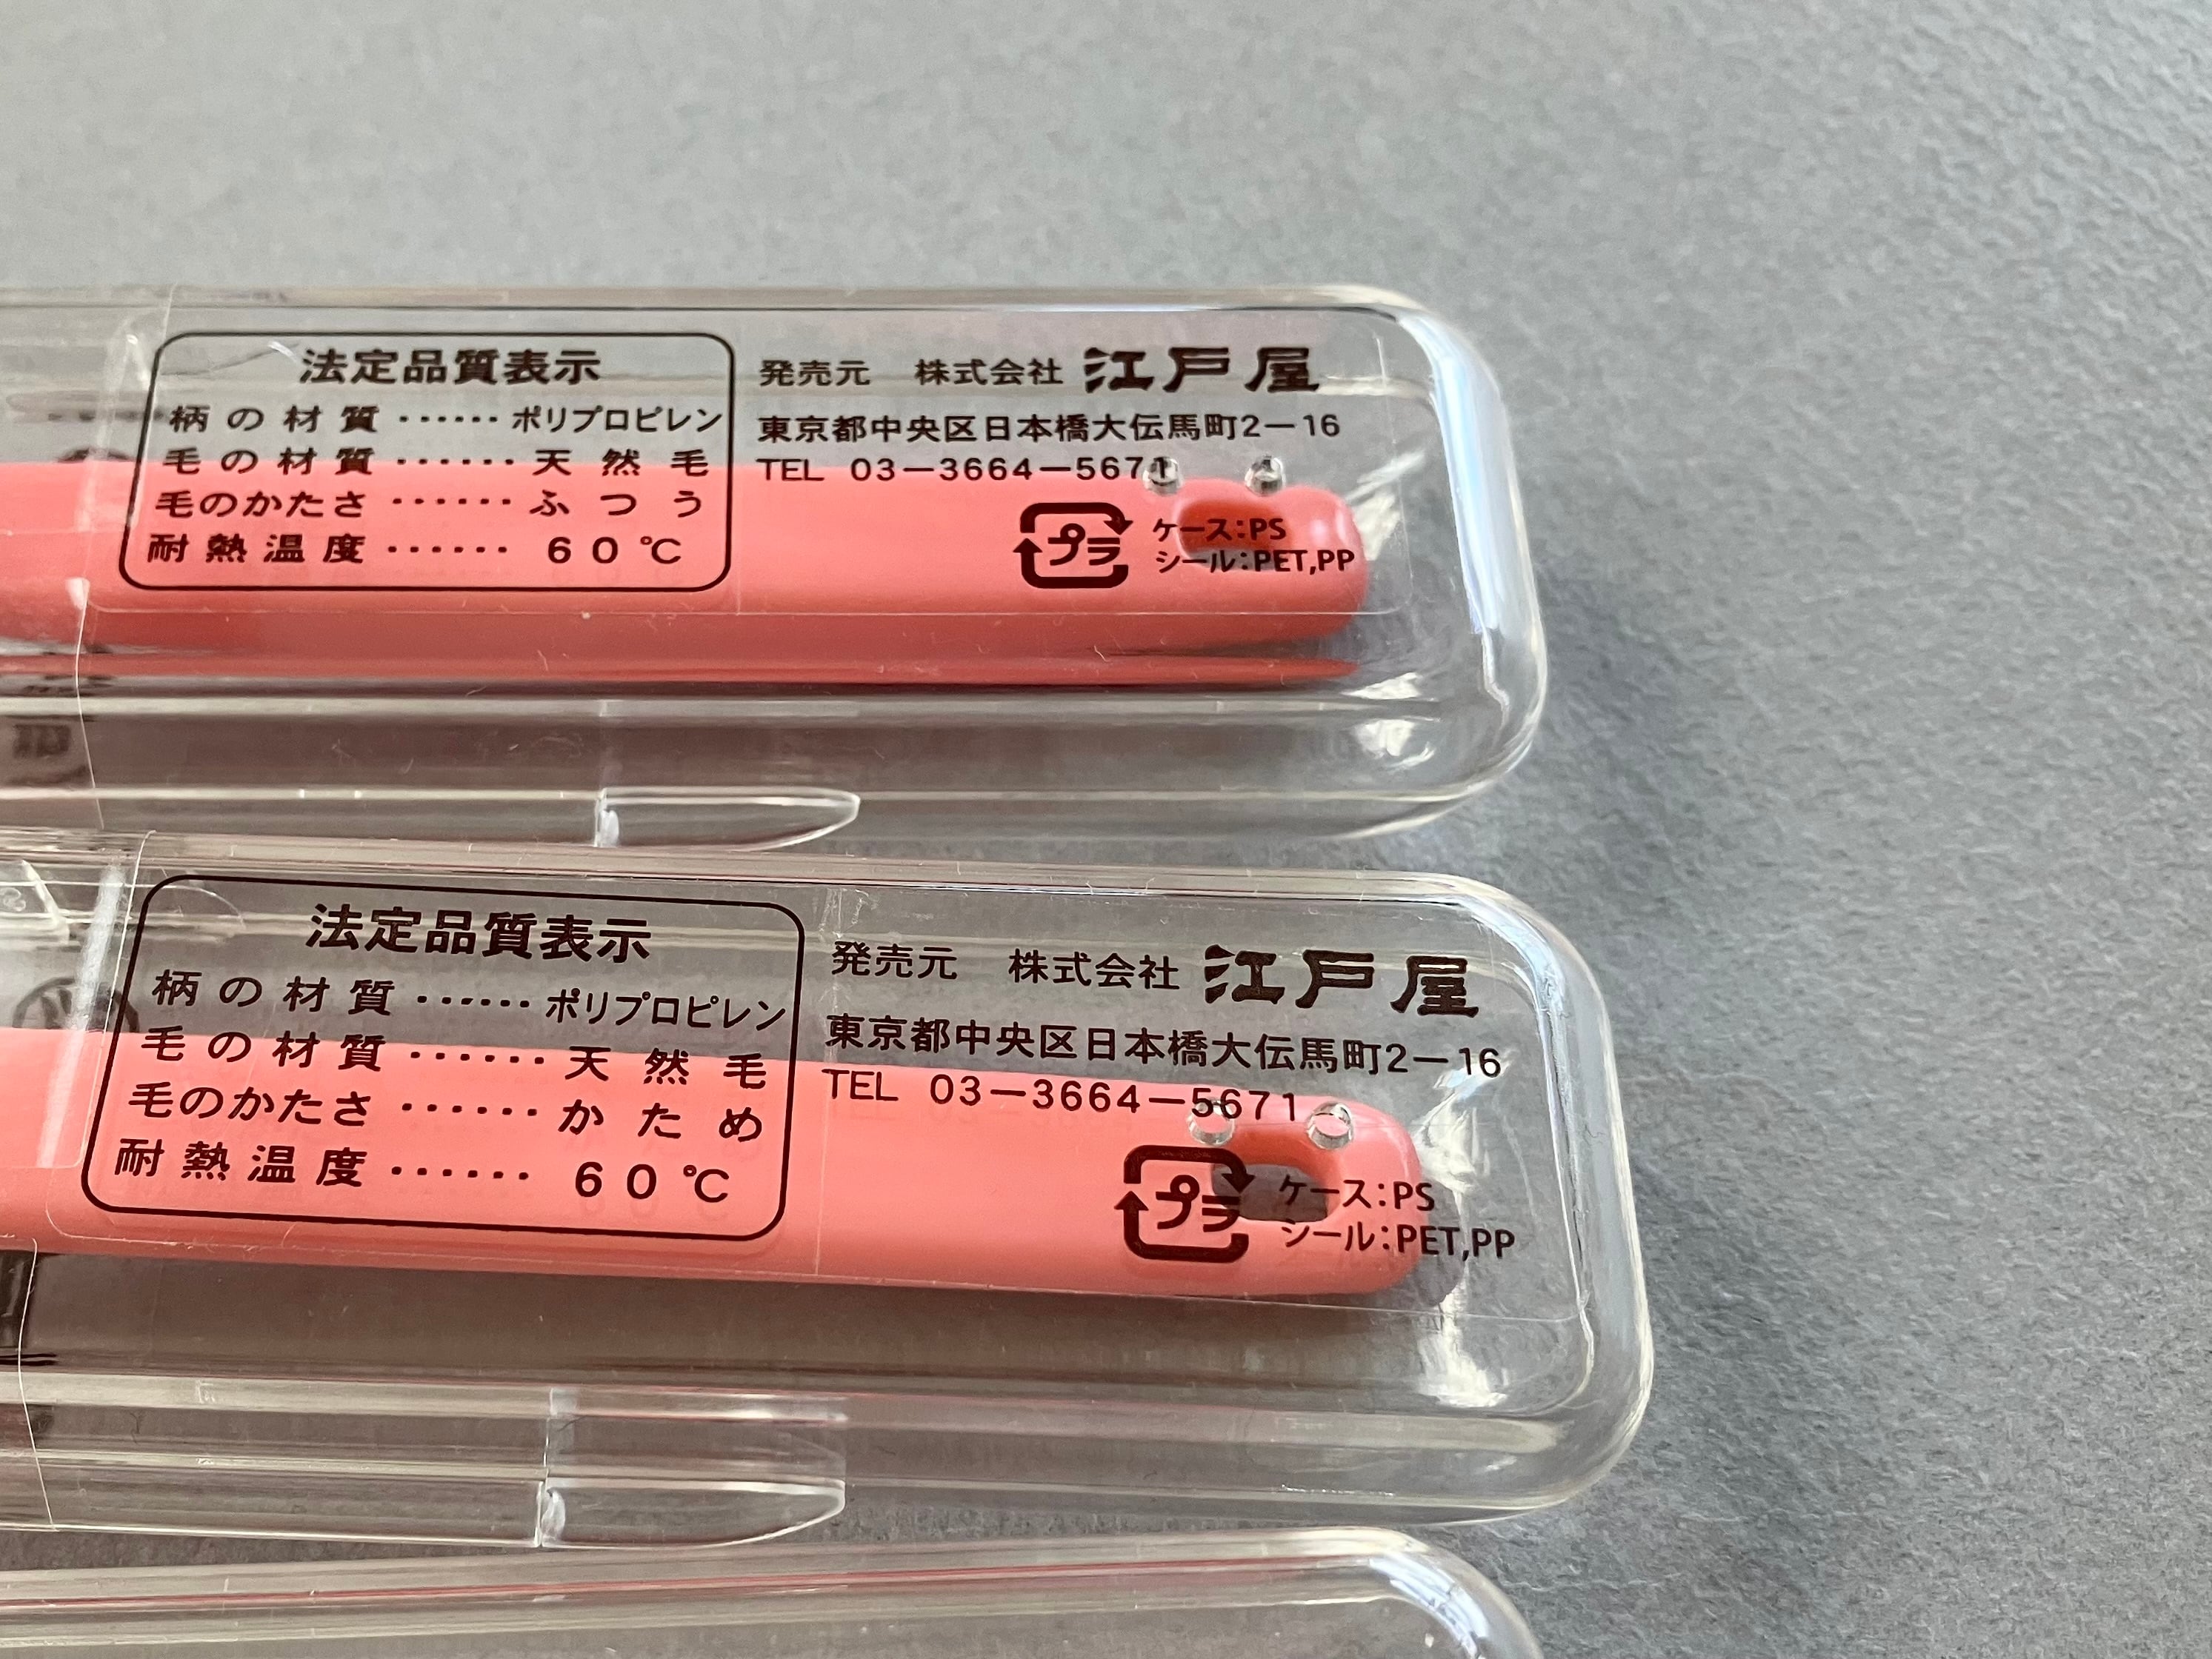 法定品質表示
柄の材質……ポリプロピレン
毛の材質……天然毛
毛のかたさ……ふつう
耐熱温度……60℃
発売元 株式会社 江戸屋
東京都中央区日本橋大伝馬町2−16
TEL 03−3664−5671
プラ
ケース:PS
シール:PET,PP
法定品質表示
柄の材質……ポリプロピレン
毛の材質……天然毛
毛のかたさ……かため
耐熱温度……60℃
発売元 株式会社 江戸屋
東京都中央区日本橋大伝馬町2−16
TEL 03−3664−5671
プラ
ケース:PS
シール:PET,PP